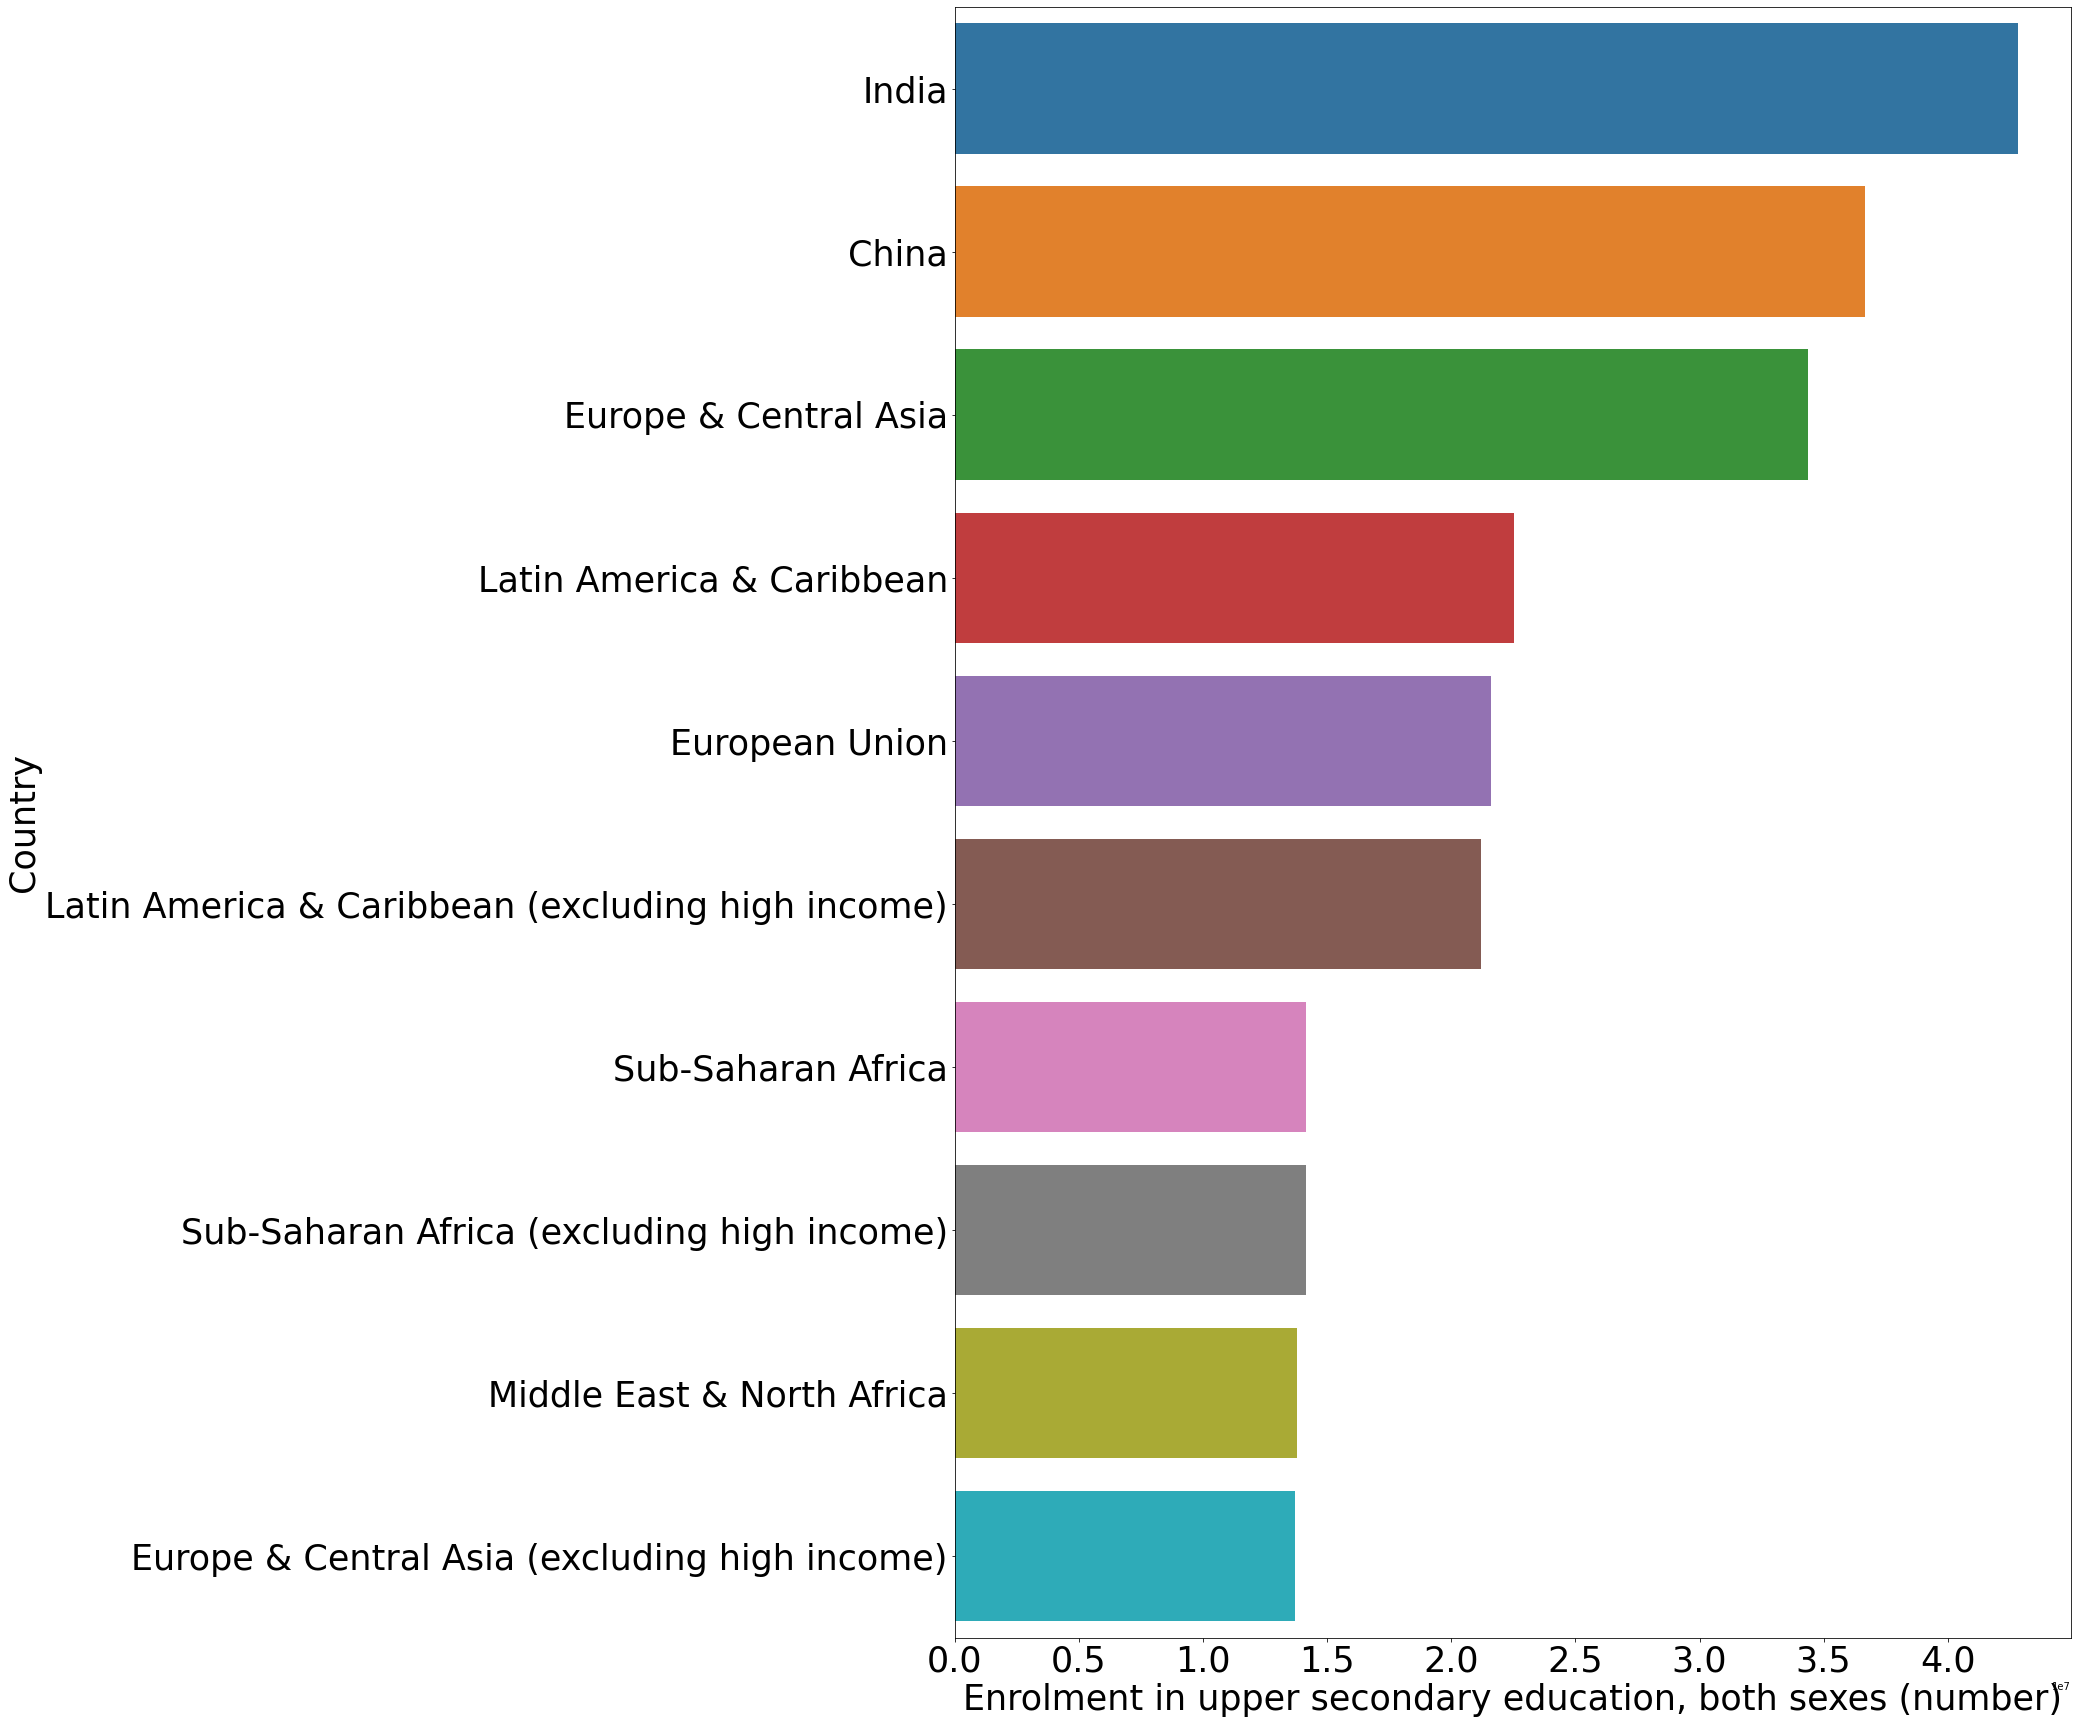 India
China
Europe & Central Asia
Latin America & Caribbean
European Union
Country
Latin America & Caribbean (excluding high income)
Sub-Saharan Africa
Sub-Saharan Africa (excluding high income)
Middle East & North Africa
Europe & Central Asia (excluding high income)
0.0 0.5 1.0 1.5 2.0 2.5 3.0 3.5 4.0
Enrolment in upper secondary education, both sexes (number)
1e7